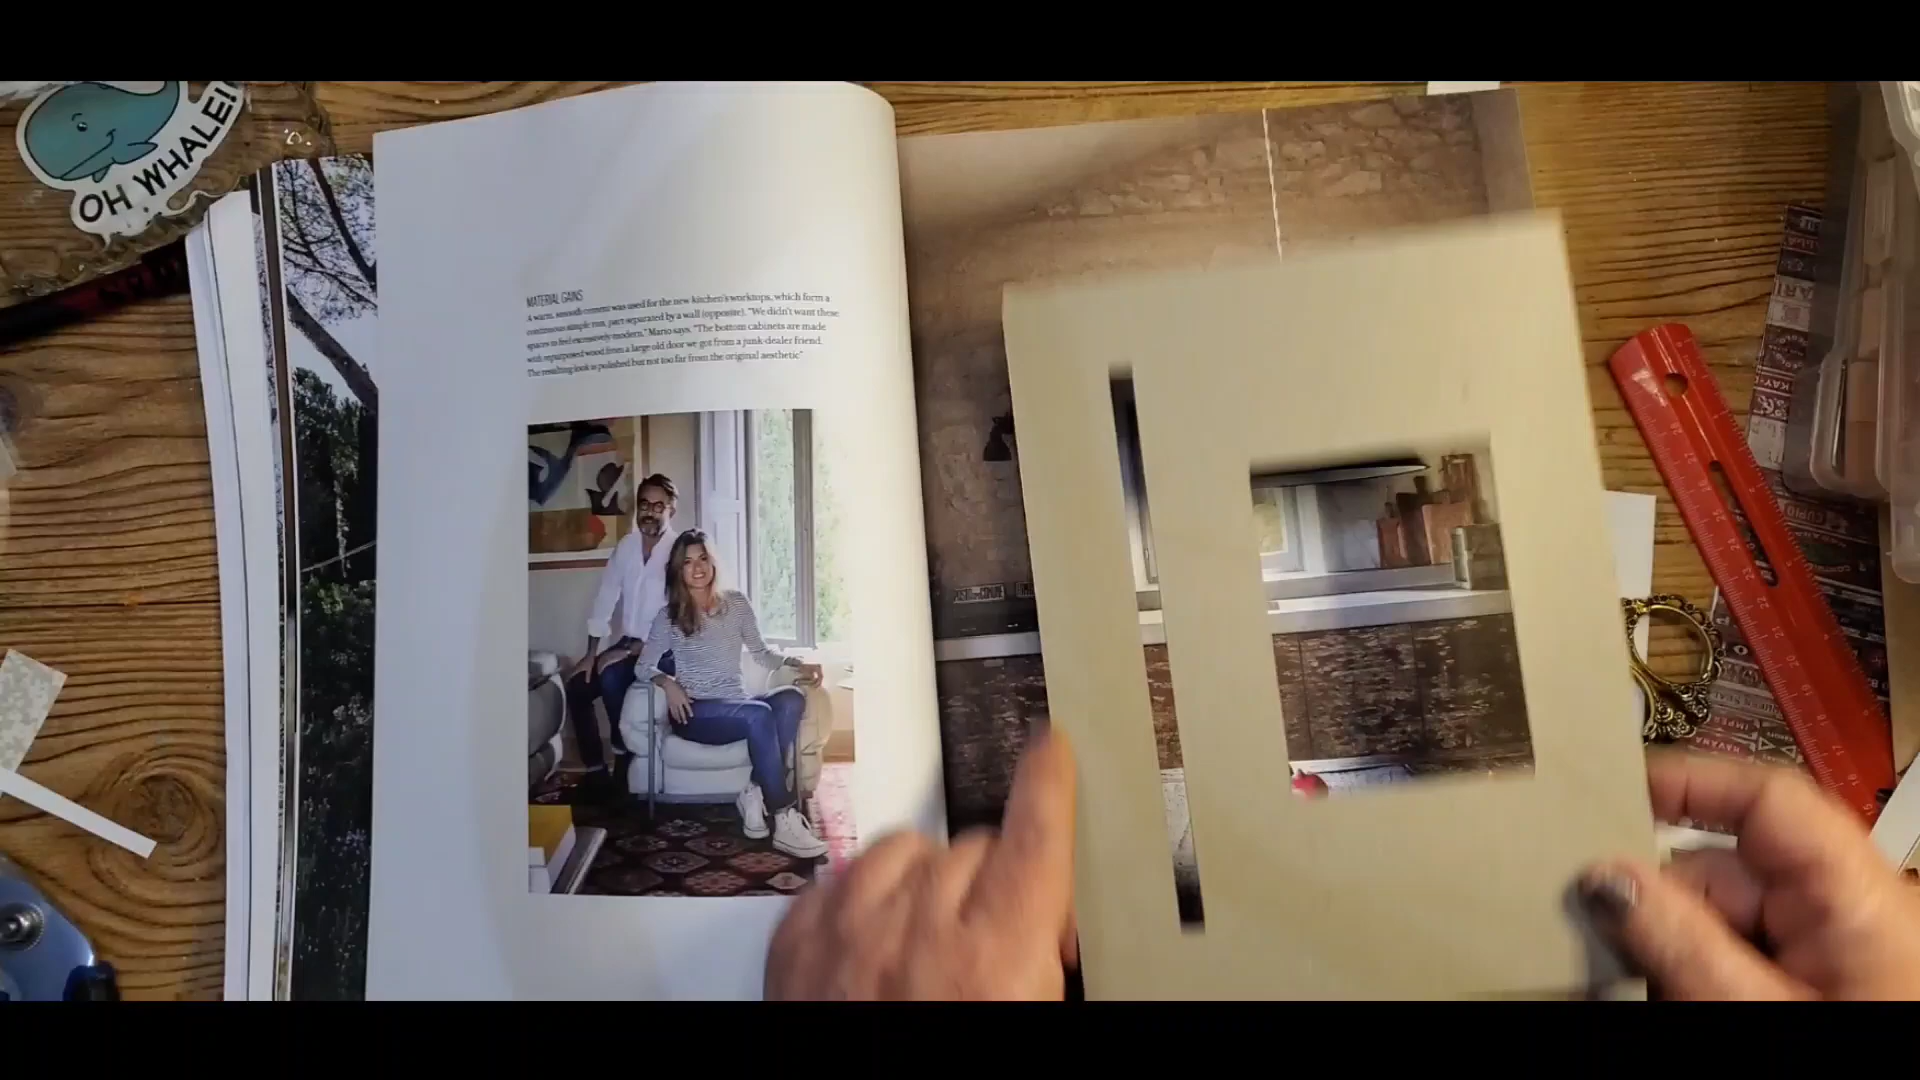 OH WHALE!
MATERIAL GAINS
A warm, smooth cement was used for the new kitchen's worktops, which form a
continuous simple run, part-separated by a wall (opposite). "We didn't want these
spaces to feel excessively modern," Mario says. "The bottom cabinets are made
with repurposed wood from a large old door we got from a junk-dealer friend.
The resulting look is polished but not too far from the original aesthetic."
HAVANA